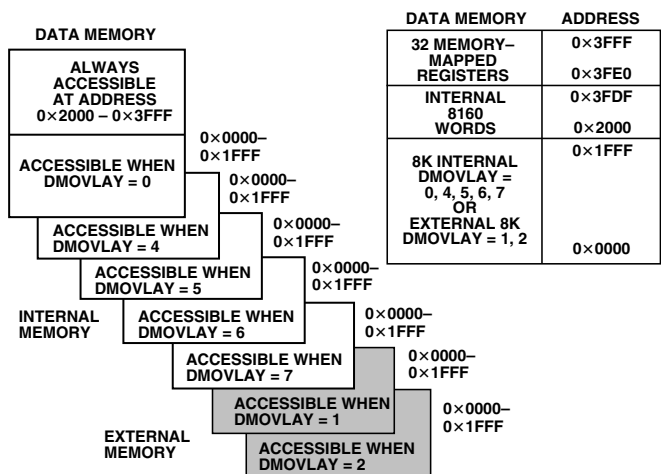 DATA MEMORY
ALWAYS
ACCESSIBLE
AT ADDRESS
0×2000 – 0×3FFF
ACCESSIBLE WHEN
DMOVLAY = 0
0×0000–
0×1FFF
ACCESSIBLE WHEN
DMOVLAY = 4
0×0000–
0×1FFF
ACCESSIBLE WHEN
DMOVLAY = 5
0×0000–
0×1FFF
INTERNAL
MEMORY
ACCESSIBLE WHEN
DMOVLAY = 6
0×0000–
0×1FFF
ACCESSIBLE WHEN
DMOVLAY = 7
0×0000–
0×1FFF
ACCESSIBLE WHEN
DMOVLAY = 1
0×0000–
0×1FFF
EXTERNAL
MEMORY
ACCESSIBLE WHEN
DMOVLAY = 2
0×0000–
0×1FFF
DATA MEMORY ADDRESS
32 MEMORY– 0×3FFF
MAPPED
REGISTERS 0×3FE0
INTERNAL 0×3FDF
8160
WORDS 0×2000
0×1FFF
8K INTERNAL
DMOVLAY =
0, 4, 5, 6, 7
OR
EXTERNAL 8K
DMOVLAY = 1, 2
0×0000